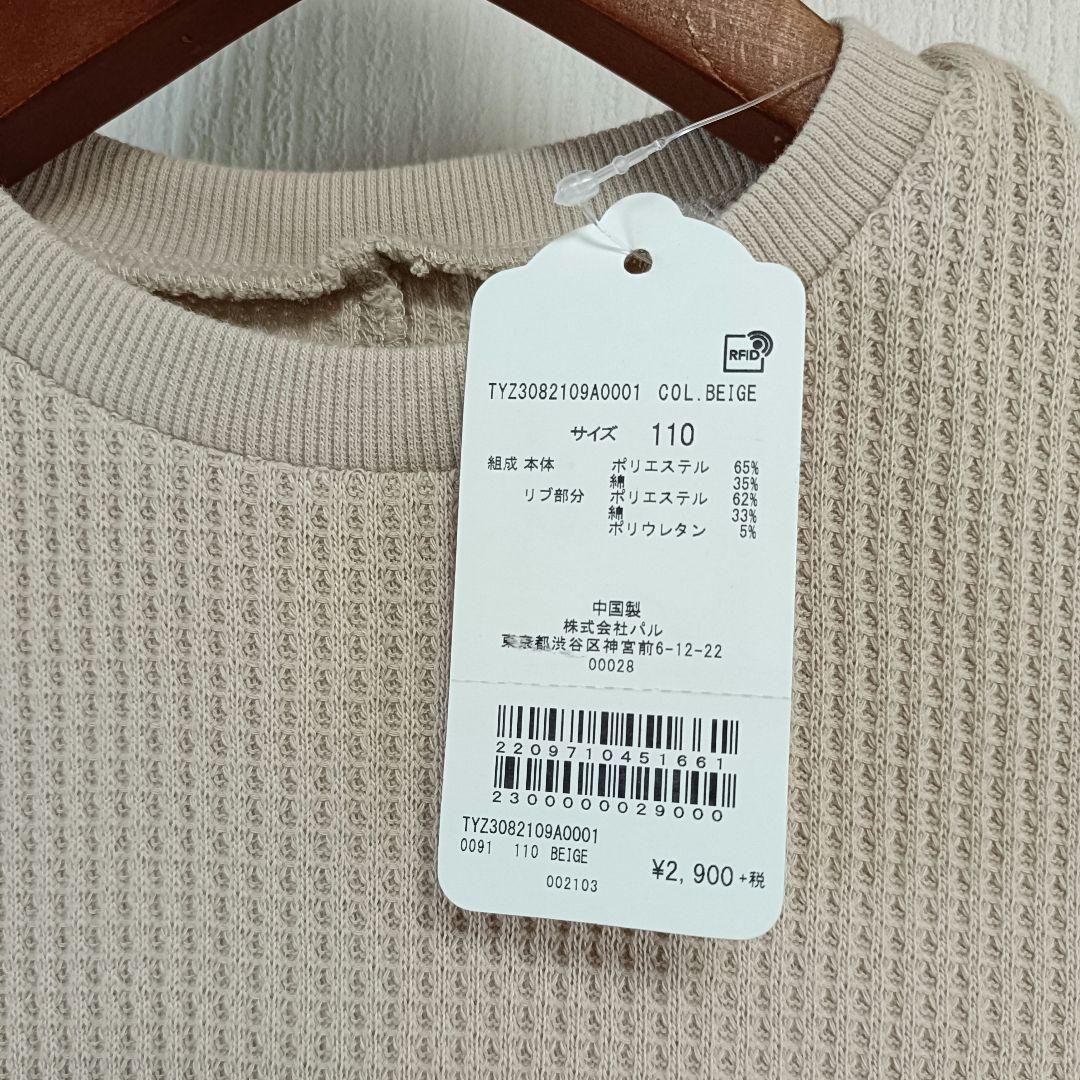 RFID
TYZ3082109A0001 COL.BEIGE
サイズ 110
組成 本体 ポリエステル 65%
綿 35%
リブ部分 ポリエステル 62%
綿 33%
ポリウレタン 5%
中国製
株式会社パル
東京都渋谷区神宮前6-12-22
00028
2209710451661
2300000029000
TYZ3082109A0001
0091 110 BEIGE
¥2,900+税
002103